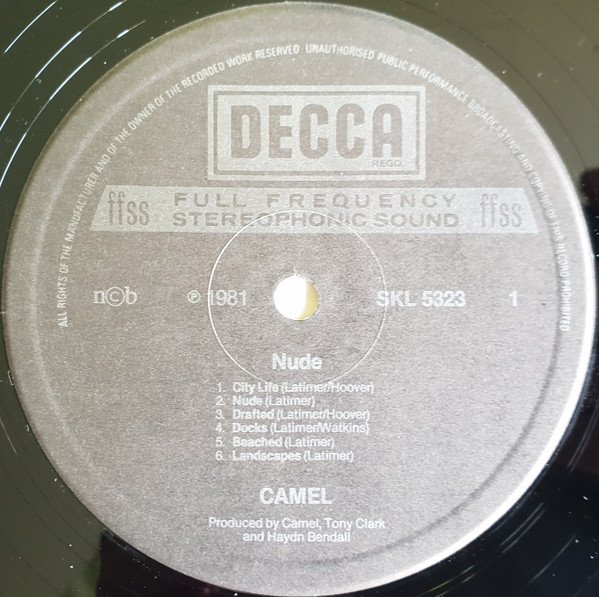 ALL RIGHTS OF THE MANUFACTURER AND OF THE OWNER OF THE RECORDED WORK RESERVED UNAUTHORISED PUBLIC PERFORMANCE BROADCASTING AND COPYING OF THIS RECORD PROHIBITED
DECCA
REGD.
ffss FULL FREQUENCY STEREOPHONIC SOUND ffss
n©b ℗ 1981 SKL 5323 1
Nude
1. City Life (Latimer/Hoover)
2. Nude (Latimer)
3. Drafted (Latimer/Hoover)
4. Docks (Latimer/Watkins)
5. Beached (Latimer)
6. Landscapes (Latimer)
CAMEL
Produced by Camel, Tony Clark
and Haydn Bendall